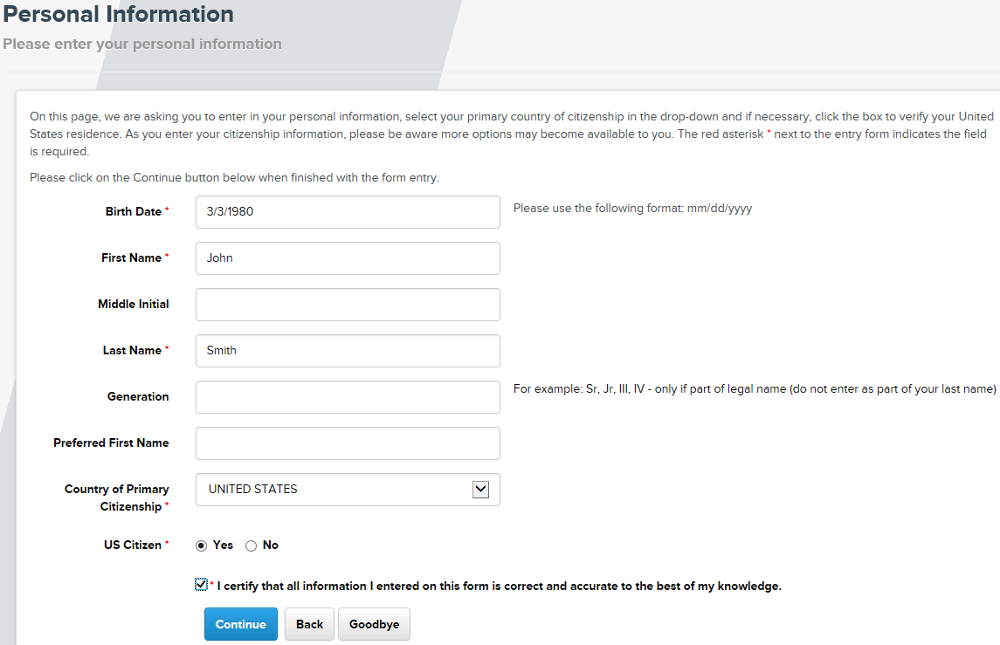 Personal Information
Please enter your personal information
On this page, we are asking you to enter in your personal information, select your primary country of citizenship in the drop-down and if necessary, click the box to verify your United
States residence. As you enter your citizenship information, please be aware more options may become available to you. The red asterisk * next to the entry form indicates the field
is required.
Please click on the Continue button below when finished with the form entry.
Birth Date * 3/3/1980 Please use the following format: mm/dd/yyyy
First Name * John
Middle Initial
Last Name * Smith
Generation For example: Sr, Jr, III, IV - only if part of legal name (do not enter as part of your last name)
Preferred First Name
Country of Primary
Citizenship * UNITED STATES
US Citizen * Yes No
* I certify that all information I entered on this form is correct and accurate to the best of my knowledge.
Continue Back Goodbye